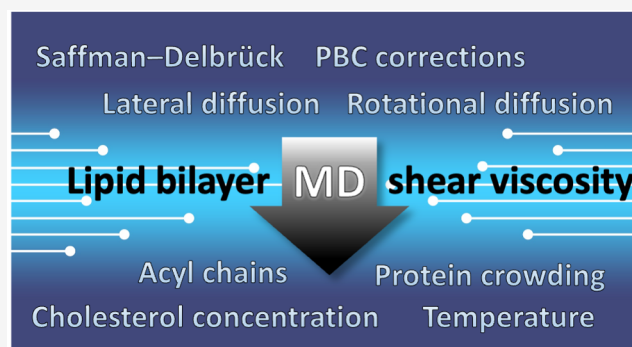 Saffman–Delbrück PBC corrections
Lateral diffusion Rotational diffusion
Lipid bilayer MD shear viscosity
Acyl chains Protein crowding
Cholesterol concentration Temperature